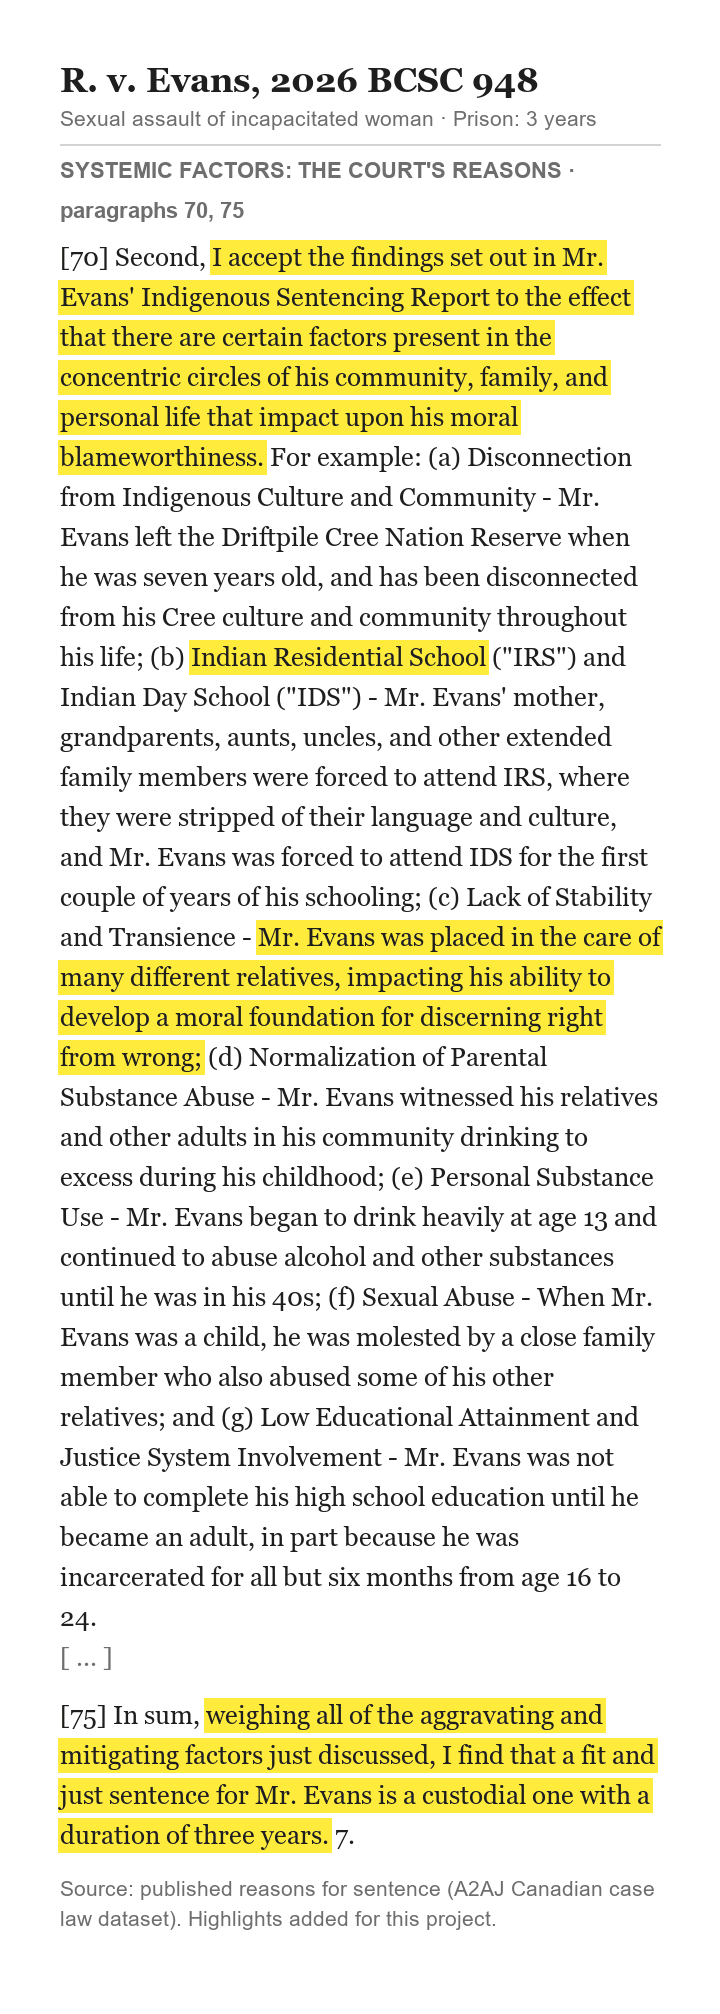 R. v. Evans, 2026 BCSC 948
Sexual assault of incapacitated woman · Prison: 3 years
SYSTEMIC FACTORS: THE COURT'S REASONS ·
paragraphs 70, 75
[70] Second, I accept the findings set out in Mr.
Evans' Indigenous Sentencing Report to the effect
that there are certain factors present in the
concentric circles of his community, family, and
personal life that impact upon his moral
blameworthiness. For example: (a) Disconnection
from Indigenous Culture and Community - Mr.
Evans left the Driftpile Cree Nation Reserve when
he was seven years old, and has been disconnected
from his Cree culture and community throughout
his life; (b) Indian Residential School ("IRS") and
Indian Day School ("IDS") - Mr. Evans' mother,
grandparents, aunts, uncles, and other extended
family members were forced to attend IRS, where
they were stripped of their language and culture,
and Mr. Evans was forced to attend IDS for the first
couple of years of his schooling; (c) Lack of Stability
and Transience - Mr. Evans was placed in the care of
many different relatives, impacting his ability to
develop a moral foundation for discerning right
from wrong; (d) Normalization of Parental
Substance Abuse - Mr. Evans witnessed his relatives
and other adults in his community drinking to
excess during his childhood; (e) Personal Substance
Use - Mr. Evans began to drink heavily at age 13 and
continued to abuse alcohol and other substances
until he was in his 40s; (f) Sexual Abuse - When Mr.
Evans was a child, he was molested by a close family
member who also abused some of his other
relatives; and (g) Low Educational Attainment and
Justice System Involvement - Mr. Evans was not
able to complete his high school education until he
became an adult, in part because he was
incarcerated for all but six months from age 16 to
24.
[ ... ]
[75] In sum, weighing all of the aggravating and
mitigating factors just discussed, I find that a fit and
just sentence for Mr. Evans is a custodial one with a
duration of three years. 7.
Source: published reasons for sentence (A2AJ Canadian case
law dataset). Highlights added for this project.